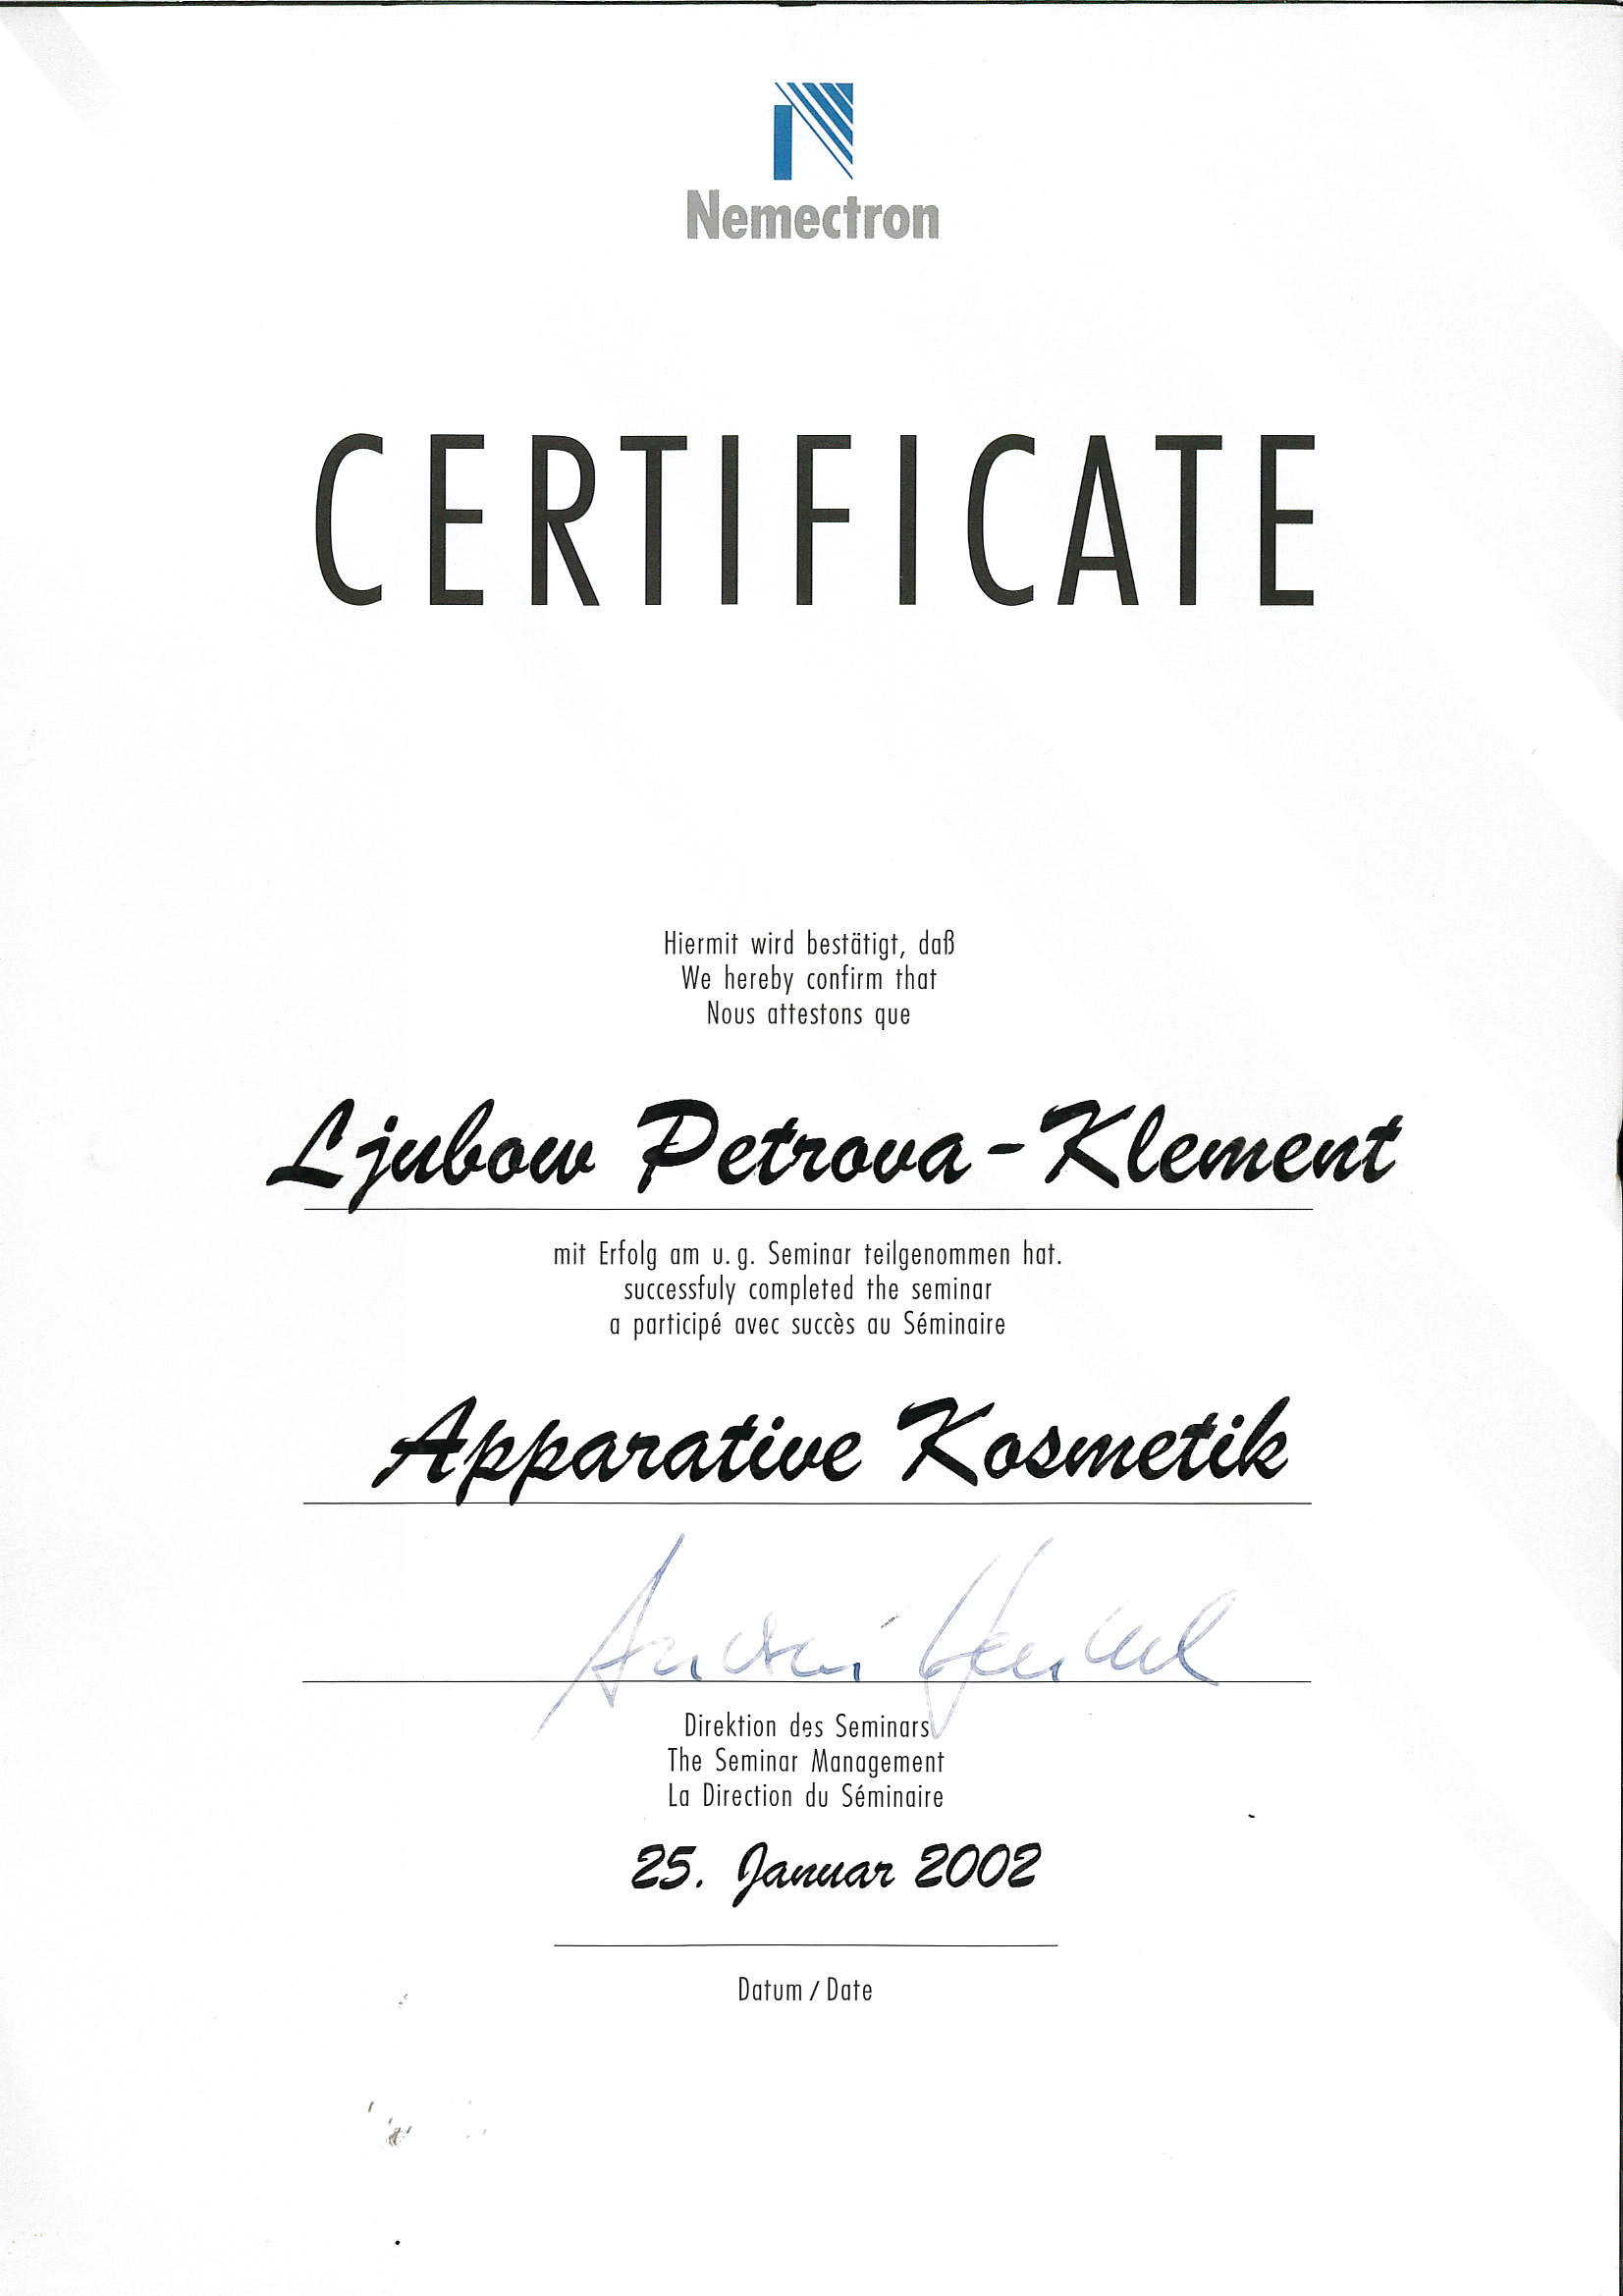 Nemectron
CERTIFICATE
Hiermit wird bestätigt, daß
We hereby confirm that
Nous attestons que
Ljubow Petrova-Klement
mit Erfolg am u. g. Seminar teilgenommen hat.
successfuly completed the seminar
a participé avec succès au Séminaire
Apparative Kosmetik
Direktion des Seminars
The Seminar Management
La Direction du Séminaire
25. Januar 2002
Datum / Date